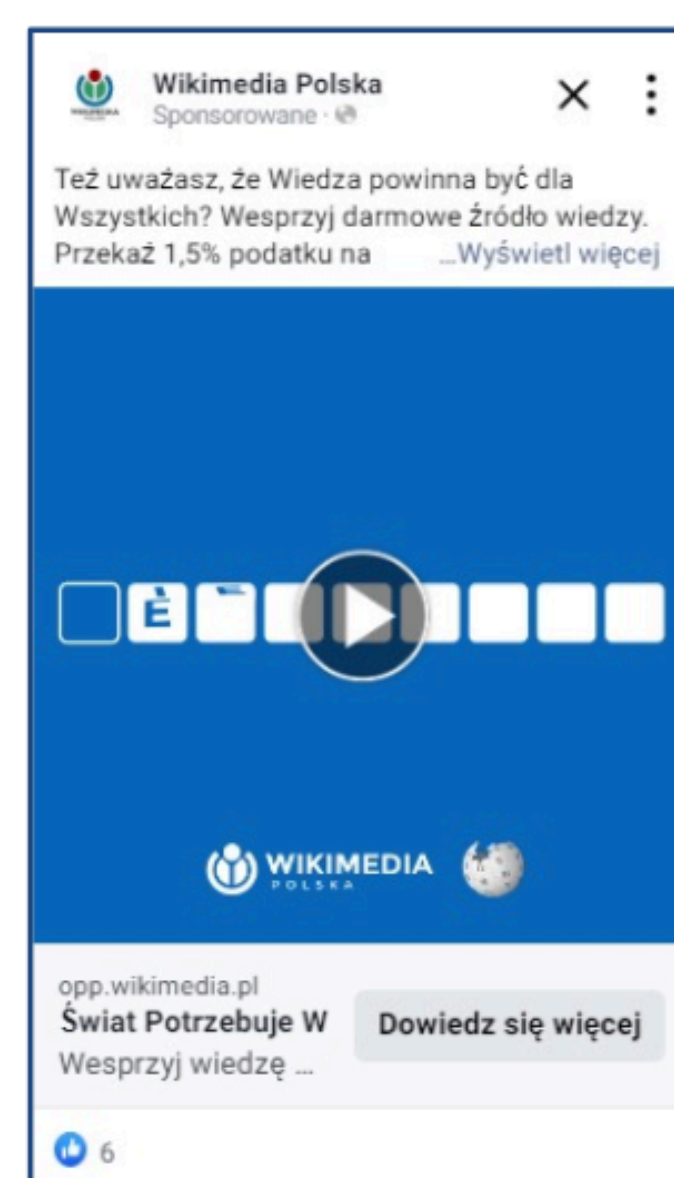 Wikimedia Polska
Sponsorowane ·
Też uważasz, że Wiedza powinna być dla
Wszystkich? Wesprzyj darmowe źródło wiedzy.
Przekaż 1,5% podatku na ...Wyświetl więcej
È
WIKIMEDIA
POLSKA
opp.wikimedia.pl
Świat Potrzebuje W
Dowiedz się więcej
Wesprzyj wiedzę ...
6